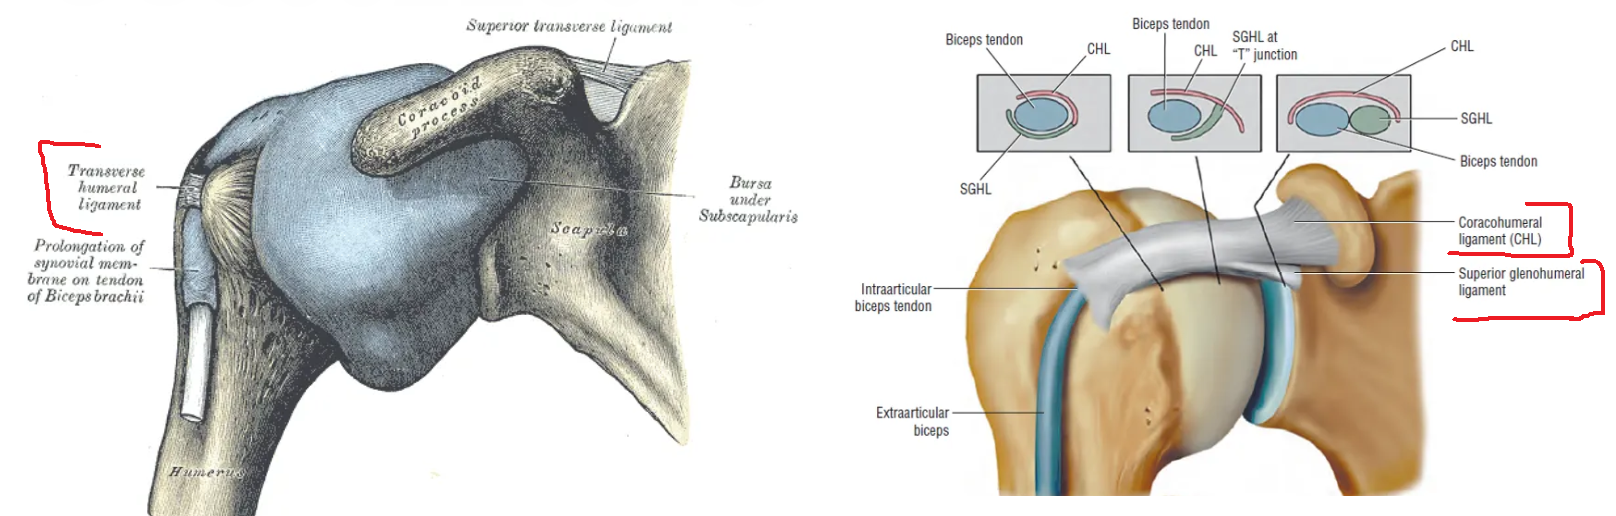 Superior transverse ligament
Coracoid
process
Transverse
humeral
ligament
Bursa
under
Subscapularis
Scapula
Prolongation of
synovial mem-
brane on tendon
of Biceps brachii
Humerus
Biceps tendon
CHL
SGHL
Biceps tendon
CHL
SGHL at
“T” junction
CHL
SGHL
Biceps tendon
Coracohumeral
ligament (CHL)
Superior glenohumeral
ligament
Intraarticular
biceps tendon
Extraarticular
biceps